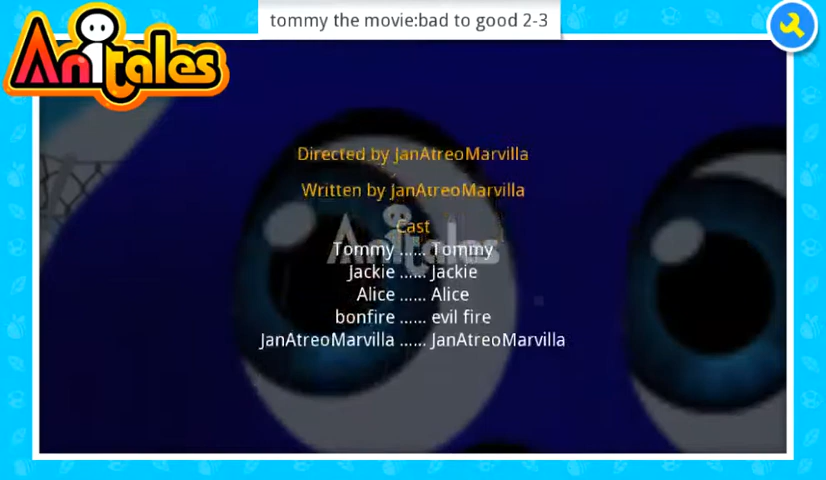 tommy the movie:bad to good 2-3
Anitales
Directed by JanAtreoMarvilla
Written by JanAtreoMarvilla
Cast
Anitales
Tommy ...... Tommy
Jackie ...... Jackie
Alice ...... Alice
bonfire ...... evil fire
JanAtreoMarvilla ...... JanAtreoMarvilla